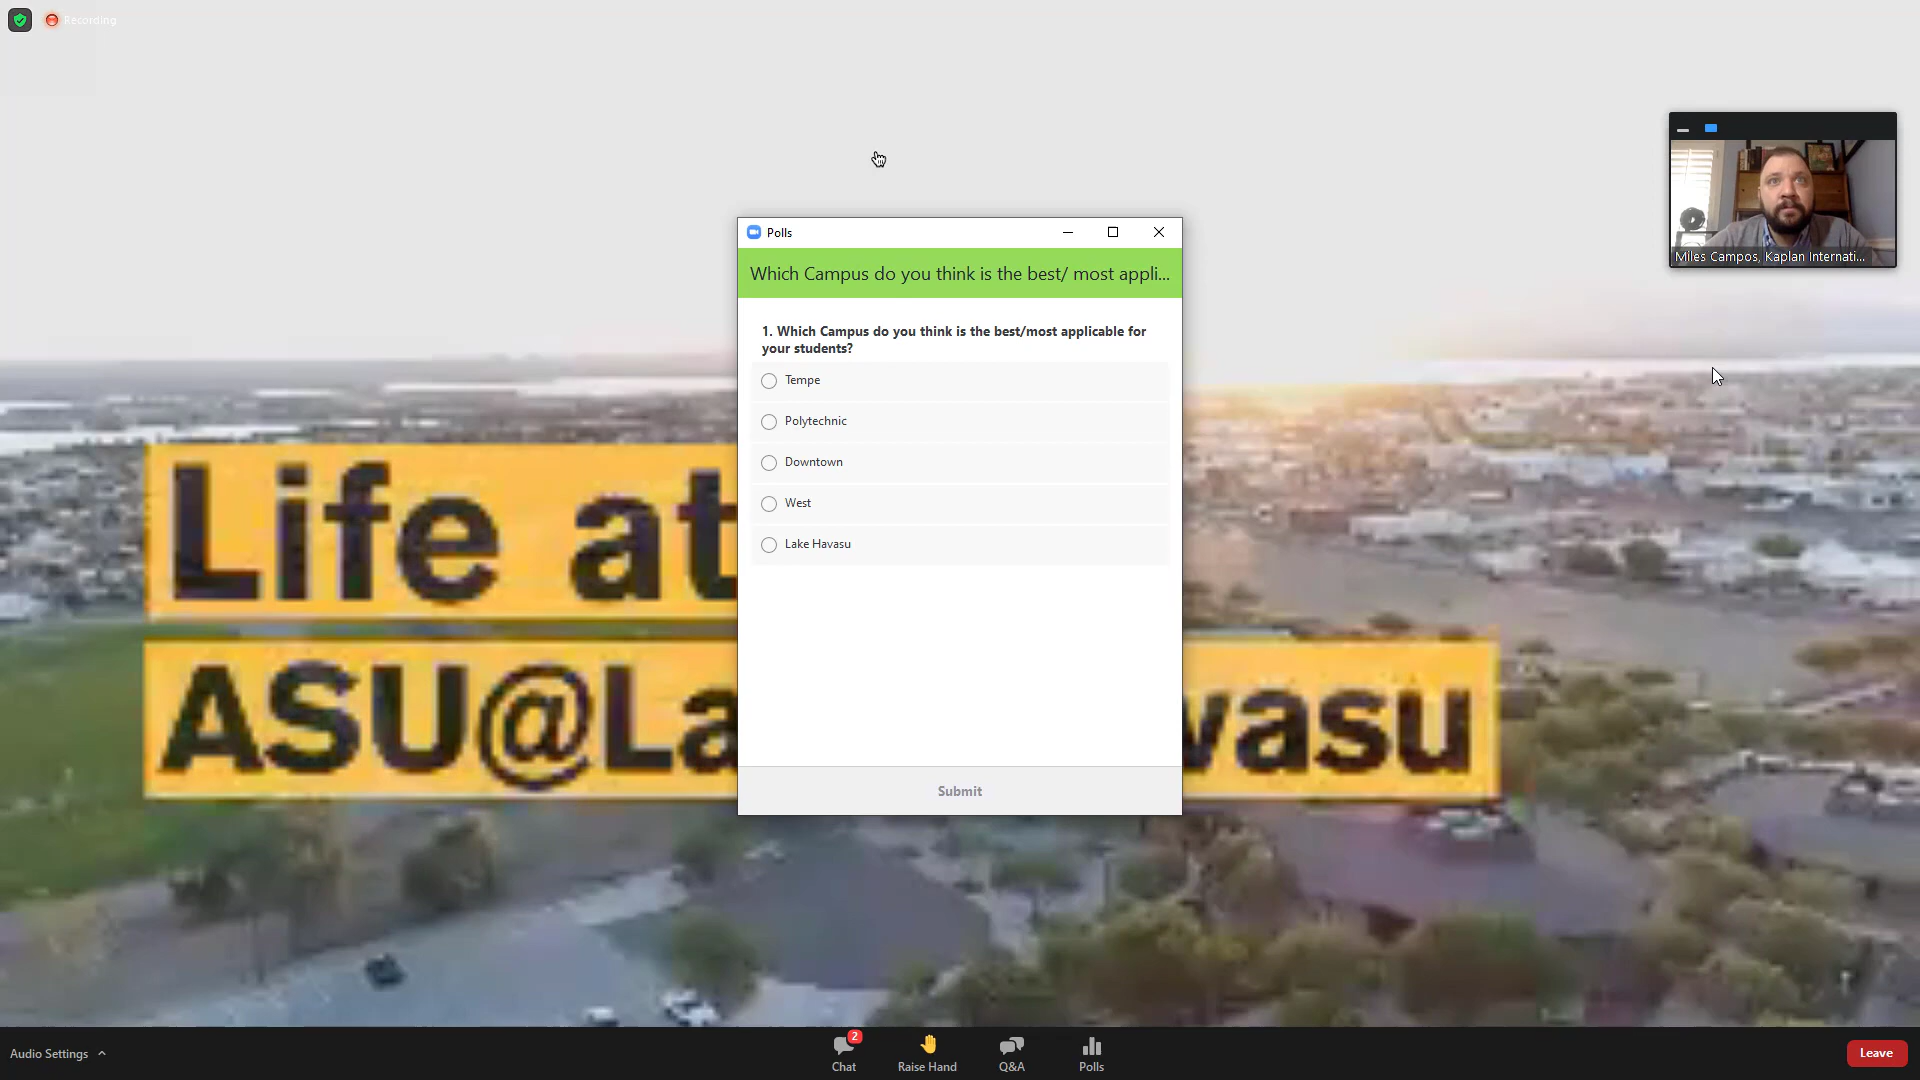 Recording
Polls
Which Campus do you think is the best/ most appli...
1. Which Campus do you think is the best/most applicable for
your students?
Tempe
Polytechnic
Downtown
West
Lake Havasu
Submit
Life at
ASU@La
vasu
Miles Campos, Kaplan Internati...
Audio Settings
2
Chat
Raise Hand
Q&A
Polls
Leave